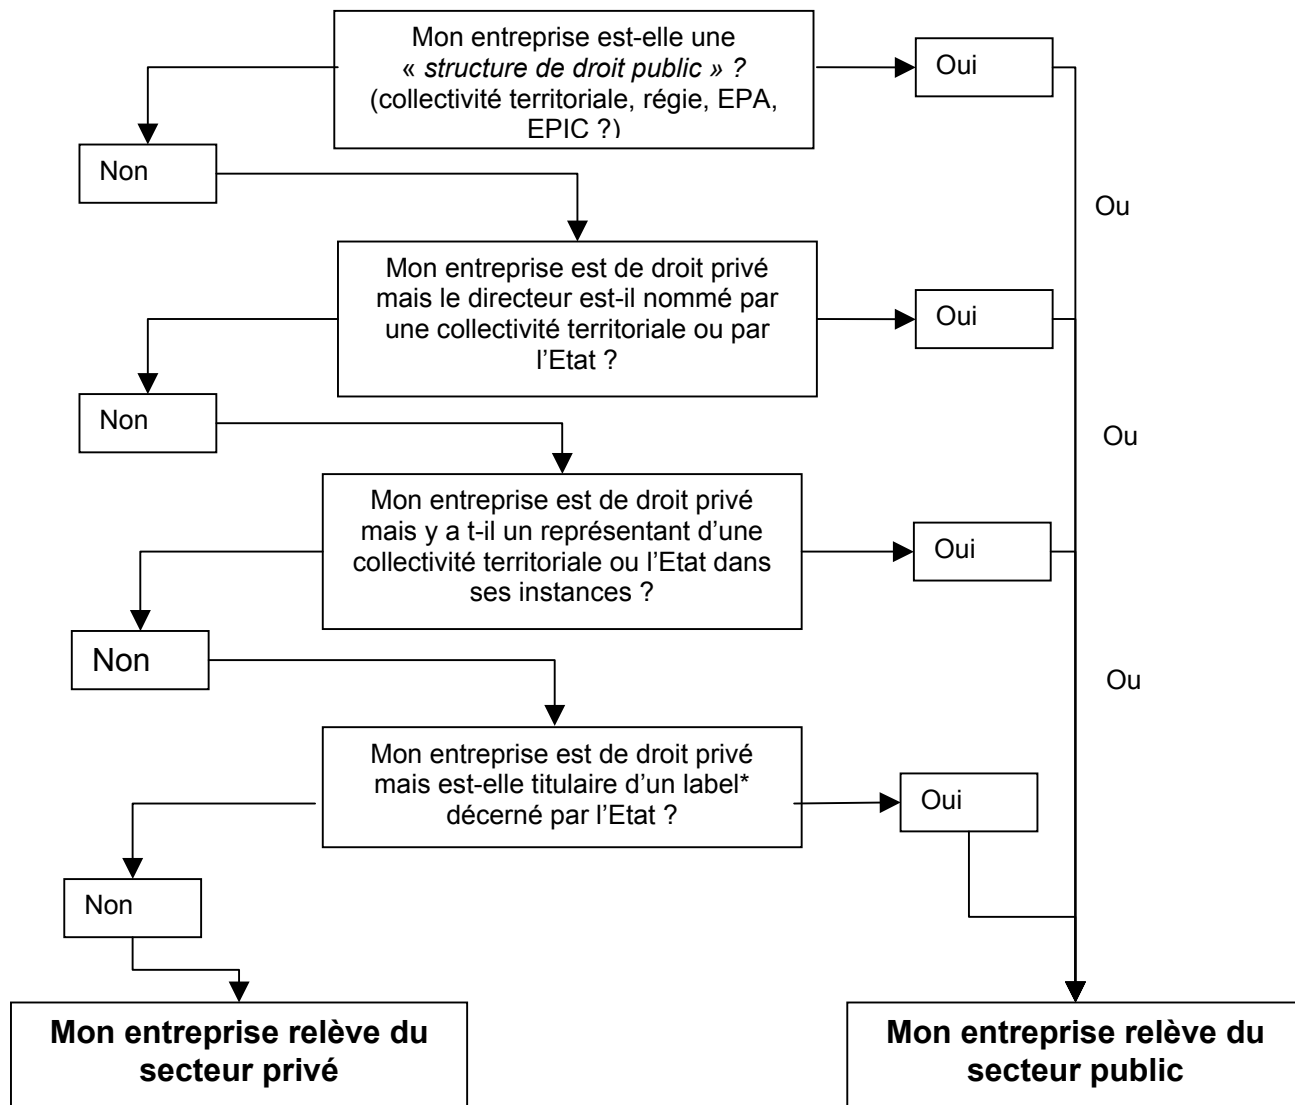 Mon entreprise est-elle une
« structure de droit public » ?
(collectivité territoriale, régie, EPA,
EPIC ?)
Oui
Non
Ou
Mon entreprise est de droit privé
mais le directeur est-il nommé par
une collectivité territoriale ou par
l’Etat ?
Oui
Non
Ou
Mon entreprise est de droit privé
mais y a t-il un représentant d’une
collectivité territoriale ou l’Etat dans
ses instances ?
Oui
Non
Ou
Mon entreprise est de droit privé
mais est-elle titulaire d’un label*
décerné par l’Etat ?
Oui
Non
Mon entreprise relève du
secteur privé
Mon entreprise relève du
secteur public